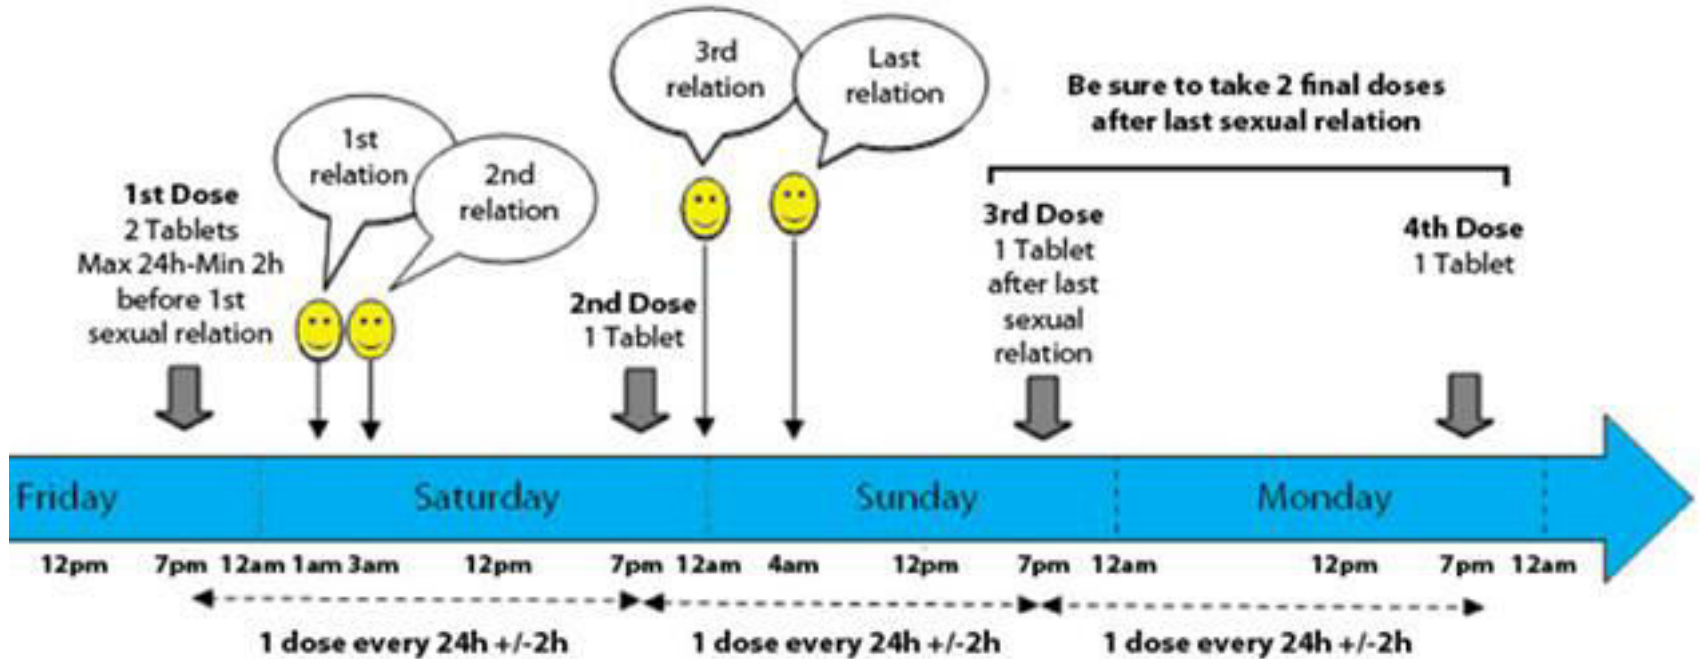 1st Dose
2 Tablets
Max 24h-Min 2h
before 1st
sexual relation
1st
relation
2nd
relation
2nd Dose
1 Tablet
3rd
relation
Last
relation
Be sure to take 2 final doses
after last sexual relation
3rd Dose
1 Tablet
after last
sexual
relation
4th Dose
1 Tablet
Friday Saturday Sunday Monday
12pm 7pm 12am 1am 3am 12pm 7pm 12am 4am 12pm 7pm 12am 12pm 7pm 12am
1 dose every 24h +/-2h 1 dose every 24h +/-2h 1 dose every 24h +/-2h